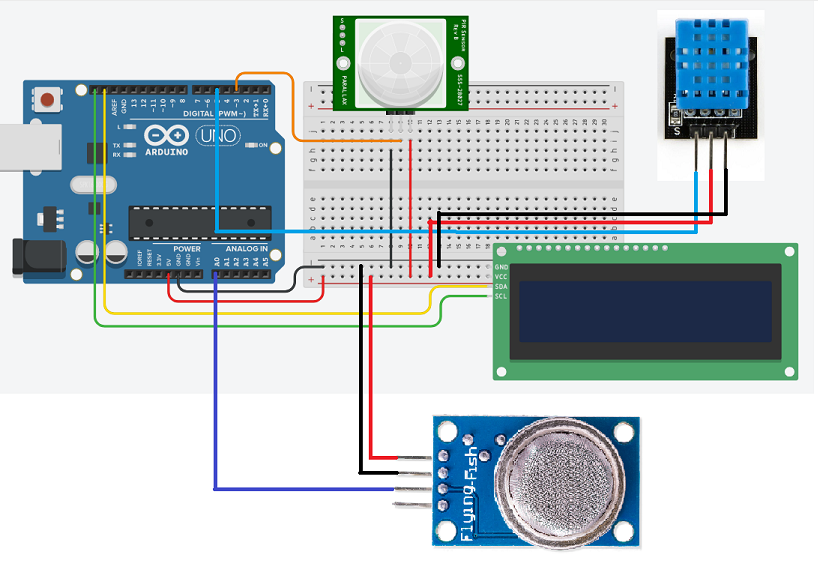 PIR Sensor
Rev B
555-28027
PARALLAX
S
AREF
GND
13
12
~11
~10
~9
8
7
~6
~5
4
~3
2
TX→1
RX←0
DIGITAL (PWM~)
L
TX
RX
ARDUINO
UNO
ON
POWER
ANALOG IN
IOREF
RESET
3.3V
5V
GND
GND
Vin
A0
A1
A2
A3
A4
A5
GND
VCC
SDA
SCL
Flying-Fish